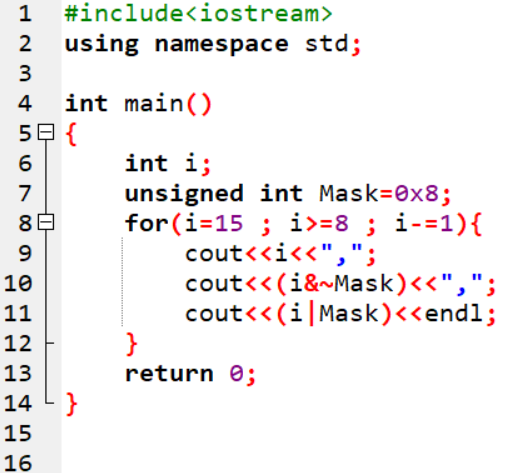 1 #include<iostream>
2 using namespace std;
3
4 int main()
5 {
6 int i;
7 unsigned int Mask=0x8;
8 for(i=15 ; i>=8 ; i-=1){
9 cout<<i<<",";
10 cout<<(i&~Mask)<<",";
11 cout<<(i|Mask)<<endl;
12 }
13 return 0;
14 }
15
16